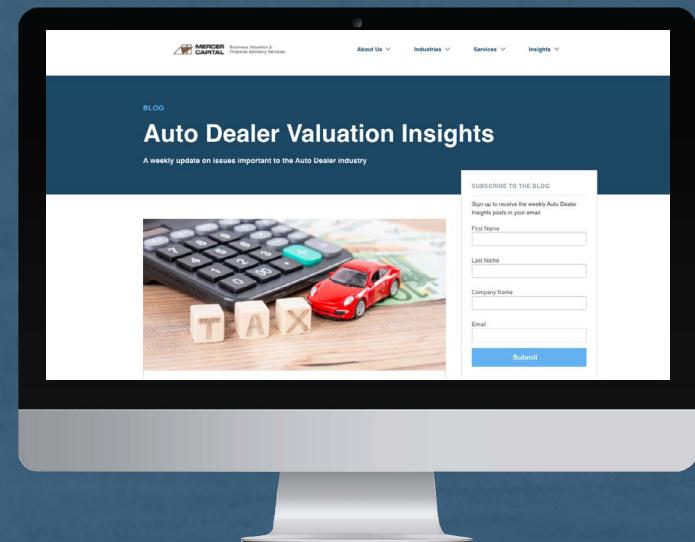 MERCER CAPITAL
Business Valuation &
Financial Advisory Services
About Us
Industries
Services
Insights
BLOG
Auto Dealer Valuation Insights
A weekly update on issues important to the Auto Dealer industry
SUBSCRIBE TO THE BLOG
Sign up to receive the weekly Auto Dealer
Insights posts in your email
First Name
Last Name
Company Name
Email
Submit
TAX